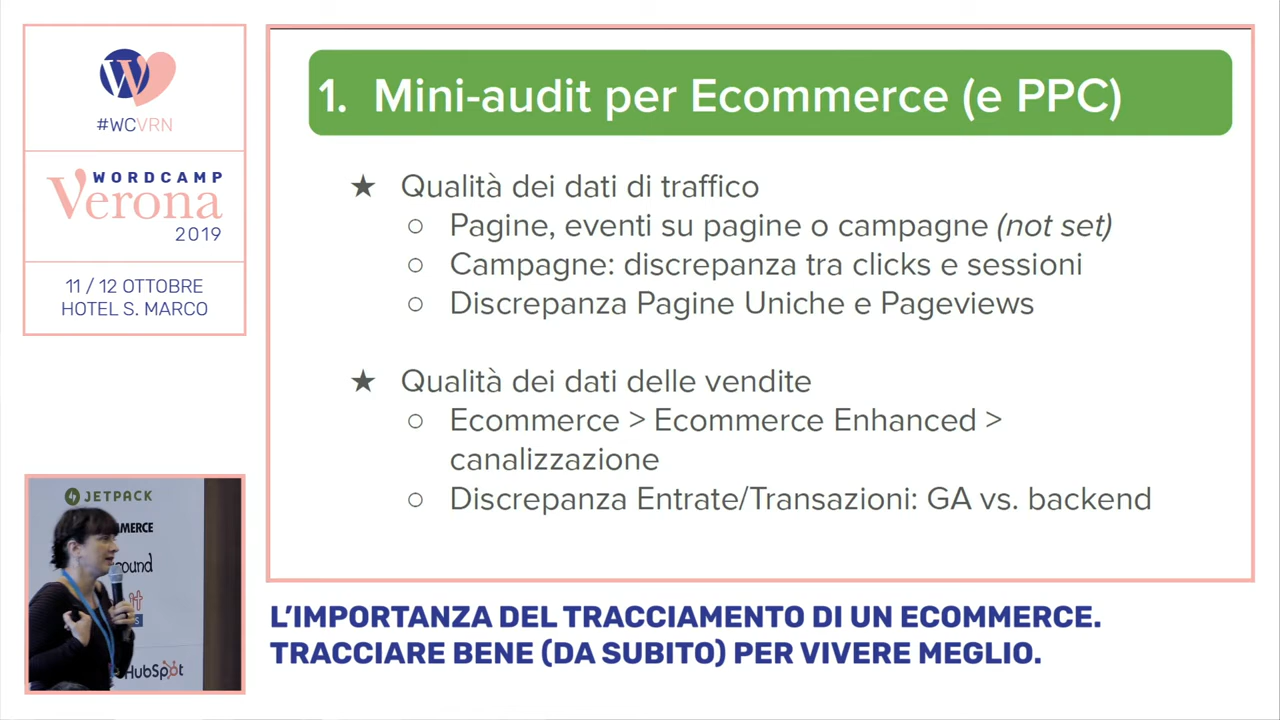 #WCVRN
WORDCAMP
Verona
2019
11 / 12 OTTOBRE
HOTEL S. MARCO
1. Mini-audit per Ecommerce (e PPC)
★ Qualità dei dati di traffico
○ Pagine, eventi su pagine o campagne (not set)
○ Campagne: discrepanza tra clicks e sessioni
○ Discrepanza Pagine Uniche e Pageviews
★ Qualità dei dati delle vendite
○ Ecommerce > Ecommerce Enhanced >
canalizzazione
○ Discrepanza Entrate/Transazioni: GA vs. backend
JETPACK
MERCE
ound
it
HubSpot
L’IMPORTANZA DEL TRACCIAMENTO DI UN ECOMMERCE.
TRACCIARE BENE (DA SUBITO) PER VIVERE MEGLIO.